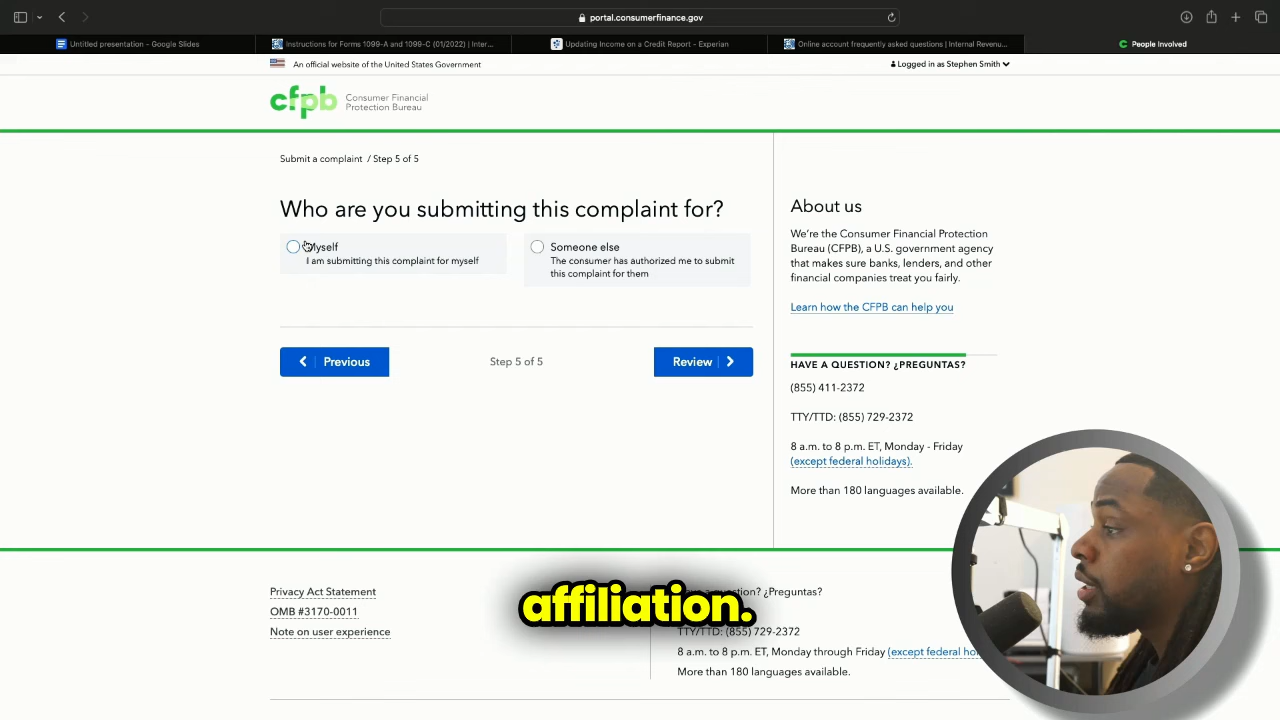 portal.consumerfinance.gov
Untitled presentation - Google Slides
Instructions for Forms 1099-A and 1099-C (01/2022) | Inter...
Updating Income on a Credit Report - Experian
Online account frequently asked questions | Internal Revenu...
People Involved
An official website of the United States Government
Logged in as Stephen Smith
cfpb
Consumer Financial
Protection Bureau
Submit a complaint / Step 5 of 5
Who are you submitting this complaint for?
Myself
I am submitting this complaint for myself
Someone else
The consumer has authorized me to submit
this complaint for them
Previous
Step 5 of 5
Review
About us
We're the Consumer Financial Protection
Bureau (CFPB), a U.S. government agency
that makes sure banks, lenders, and other
financial companies treat you fairly.
Learn how the CFPB can help you
HAVE A QUESTION? ¿PREGUNTAS?
(855) 411-2372
TTY/TTD: (855) 729-2372
8 a.m. to 8 p.m. ET, Monday - Friday
(except federal holidays).
More than 180 languages available.
affiliation.
Privacy Act Statement
OMB #3170-0011
Note on user experience
question? ¿Preguntas?
TTY/TTD: (855) 729-2372
8 a.m. to 8 p.m. ET, Monday through Friday (except federal
More than 180 languages available.